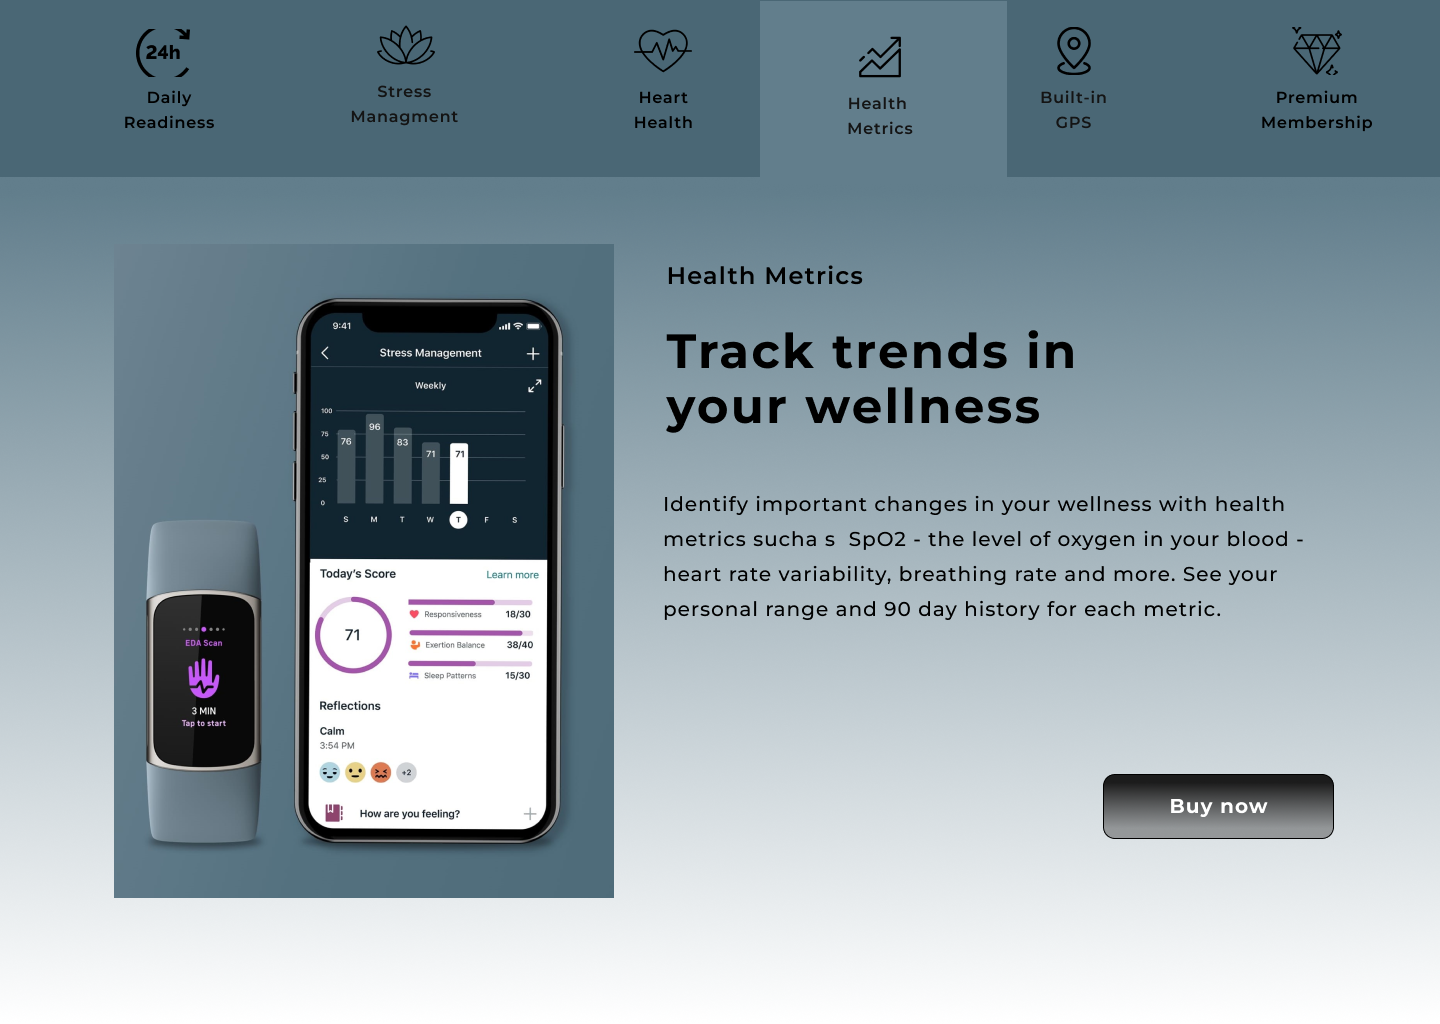 24h
Daily
Readiness
Stress
Managment
Heart
Health
Health
Metrics
Built-in
GPS
Premium
Membership
9:41
Stress Management
Weekly
100
75
50
25
0
76
96
83
71
71
S M T W T F S
Today's Score
Learn more
71
Responsiveness 18/30
Exertion Balance 38/40
Sleep Patterns 15/30
Reflections
Calm
3:54 PM
+2
How are you feeling?
EDA Scan
3 MIN
Tap to start
Health Metrics
Track trends in
your wellness
Identify important changes in your wellness with health
metrics sucha s  SpO2 - the level of oxygen in your blood -
heart rate variability, breathing rate and more. See your
personal range and 90 day history for each metric.
Buy now